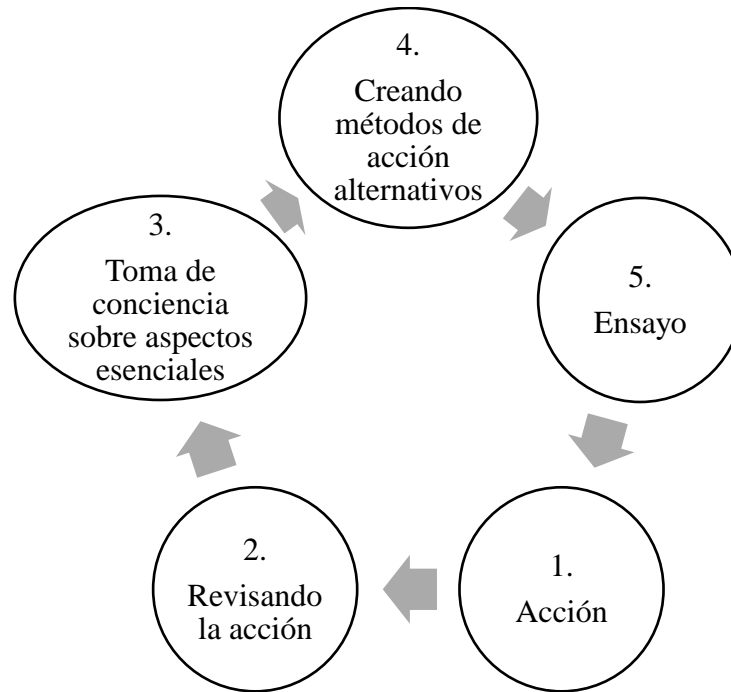 4.
Creando
métodos de
acción
alternativos
3.
Toma de
conciencia
sobre aspectos
esenciales
5.
Ensayo
2.
Revisando
la acción
1.
Acción